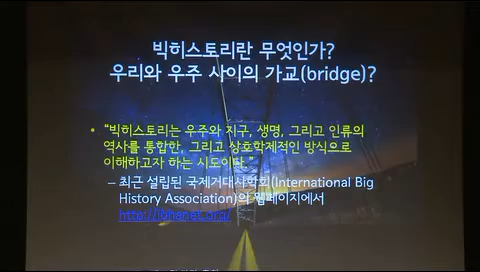 빅히스토리란 무엇인가?
우리와 우주 사이의 가교(bridge)?
• "빅히스토리는 우주와 지구, 생명, 그리고 인류의
역사를 통합한, 그리고 상호학제적인 방식으로
이해하고자 하는 시도이다."
– 최근 설립된 국제거대사학회(International Big
History Association)의 웹페이지에서
http://ibhanet.org/